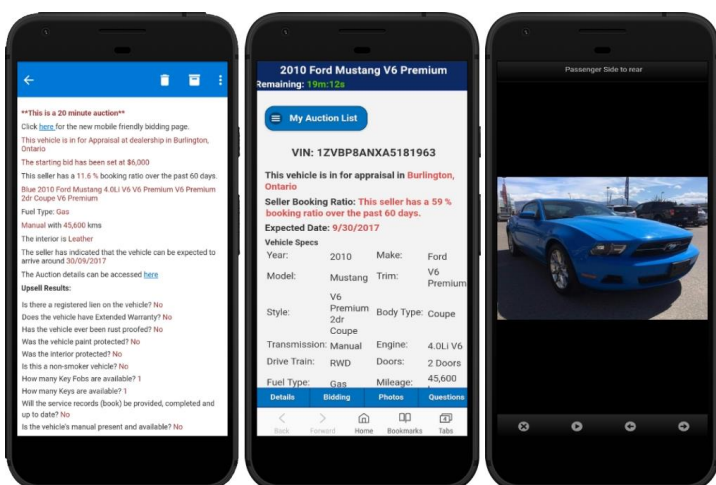 **This is a 20 minute auction**
Click here for the new mobile friendly bidding page.
This vehicle is in for Appraisal at dealership in Burlington,
Ontario
The starting bid has been set at $6,000
This seller has a 11.6 % booking ratio over the past 60 days.
Blue 2010 Ford Mustang 4.0Li V6 V6 Premium V6 Premium
2dr Coupe V6 Premium
Fuel Type: Gas
Manual with 45,600 kms
The interior is Leather
The seller has indicated that the vehicle can be expected to
arrive around 30/09/2017
The Auction details can be accessed here
Upsell Results:
Is there a registered lien on the vehicle? No
Does the vehicle have Extended Warranty? No
Has the vehicle ever been rust proofed? No
Was the vehicle paint protected? No
Was the interior protected? No
Is this a non-smoker vehicle? No
How many Key Fobs are available? 1
How many Keys are available? 1
Will the service records (book) be provided, completed and
up to date? No
Is the vehicle's manual present and available? No
2010 Ford Mustang V6 Premium
Remaining: 19m:12s
My Auction List
VIN: 1ZVBP8ANXA5181963
This vehicle is in for appraisal in Burlington,
Ontario
Seller Booking Ratio: This seller has a 59 %
booking ratio over the past 60 days.
Expected Date: 9/30/2017
Vehicle Specs
Year: 2010 Make: Ford
Model: Mustang Trim: V6 Premium
Style: V6 Premium 2dr Coupe Body Type: Coupe
Transmission: Manual Engine: 4.0Li V6
Drive Train: RWD Doors: 2 Doors
Fuel Type: Gas Mileage: 45,600
Details Bidding Photos Questions
Back Forward Home Bookmarks Tabs
Passenger Side to rear